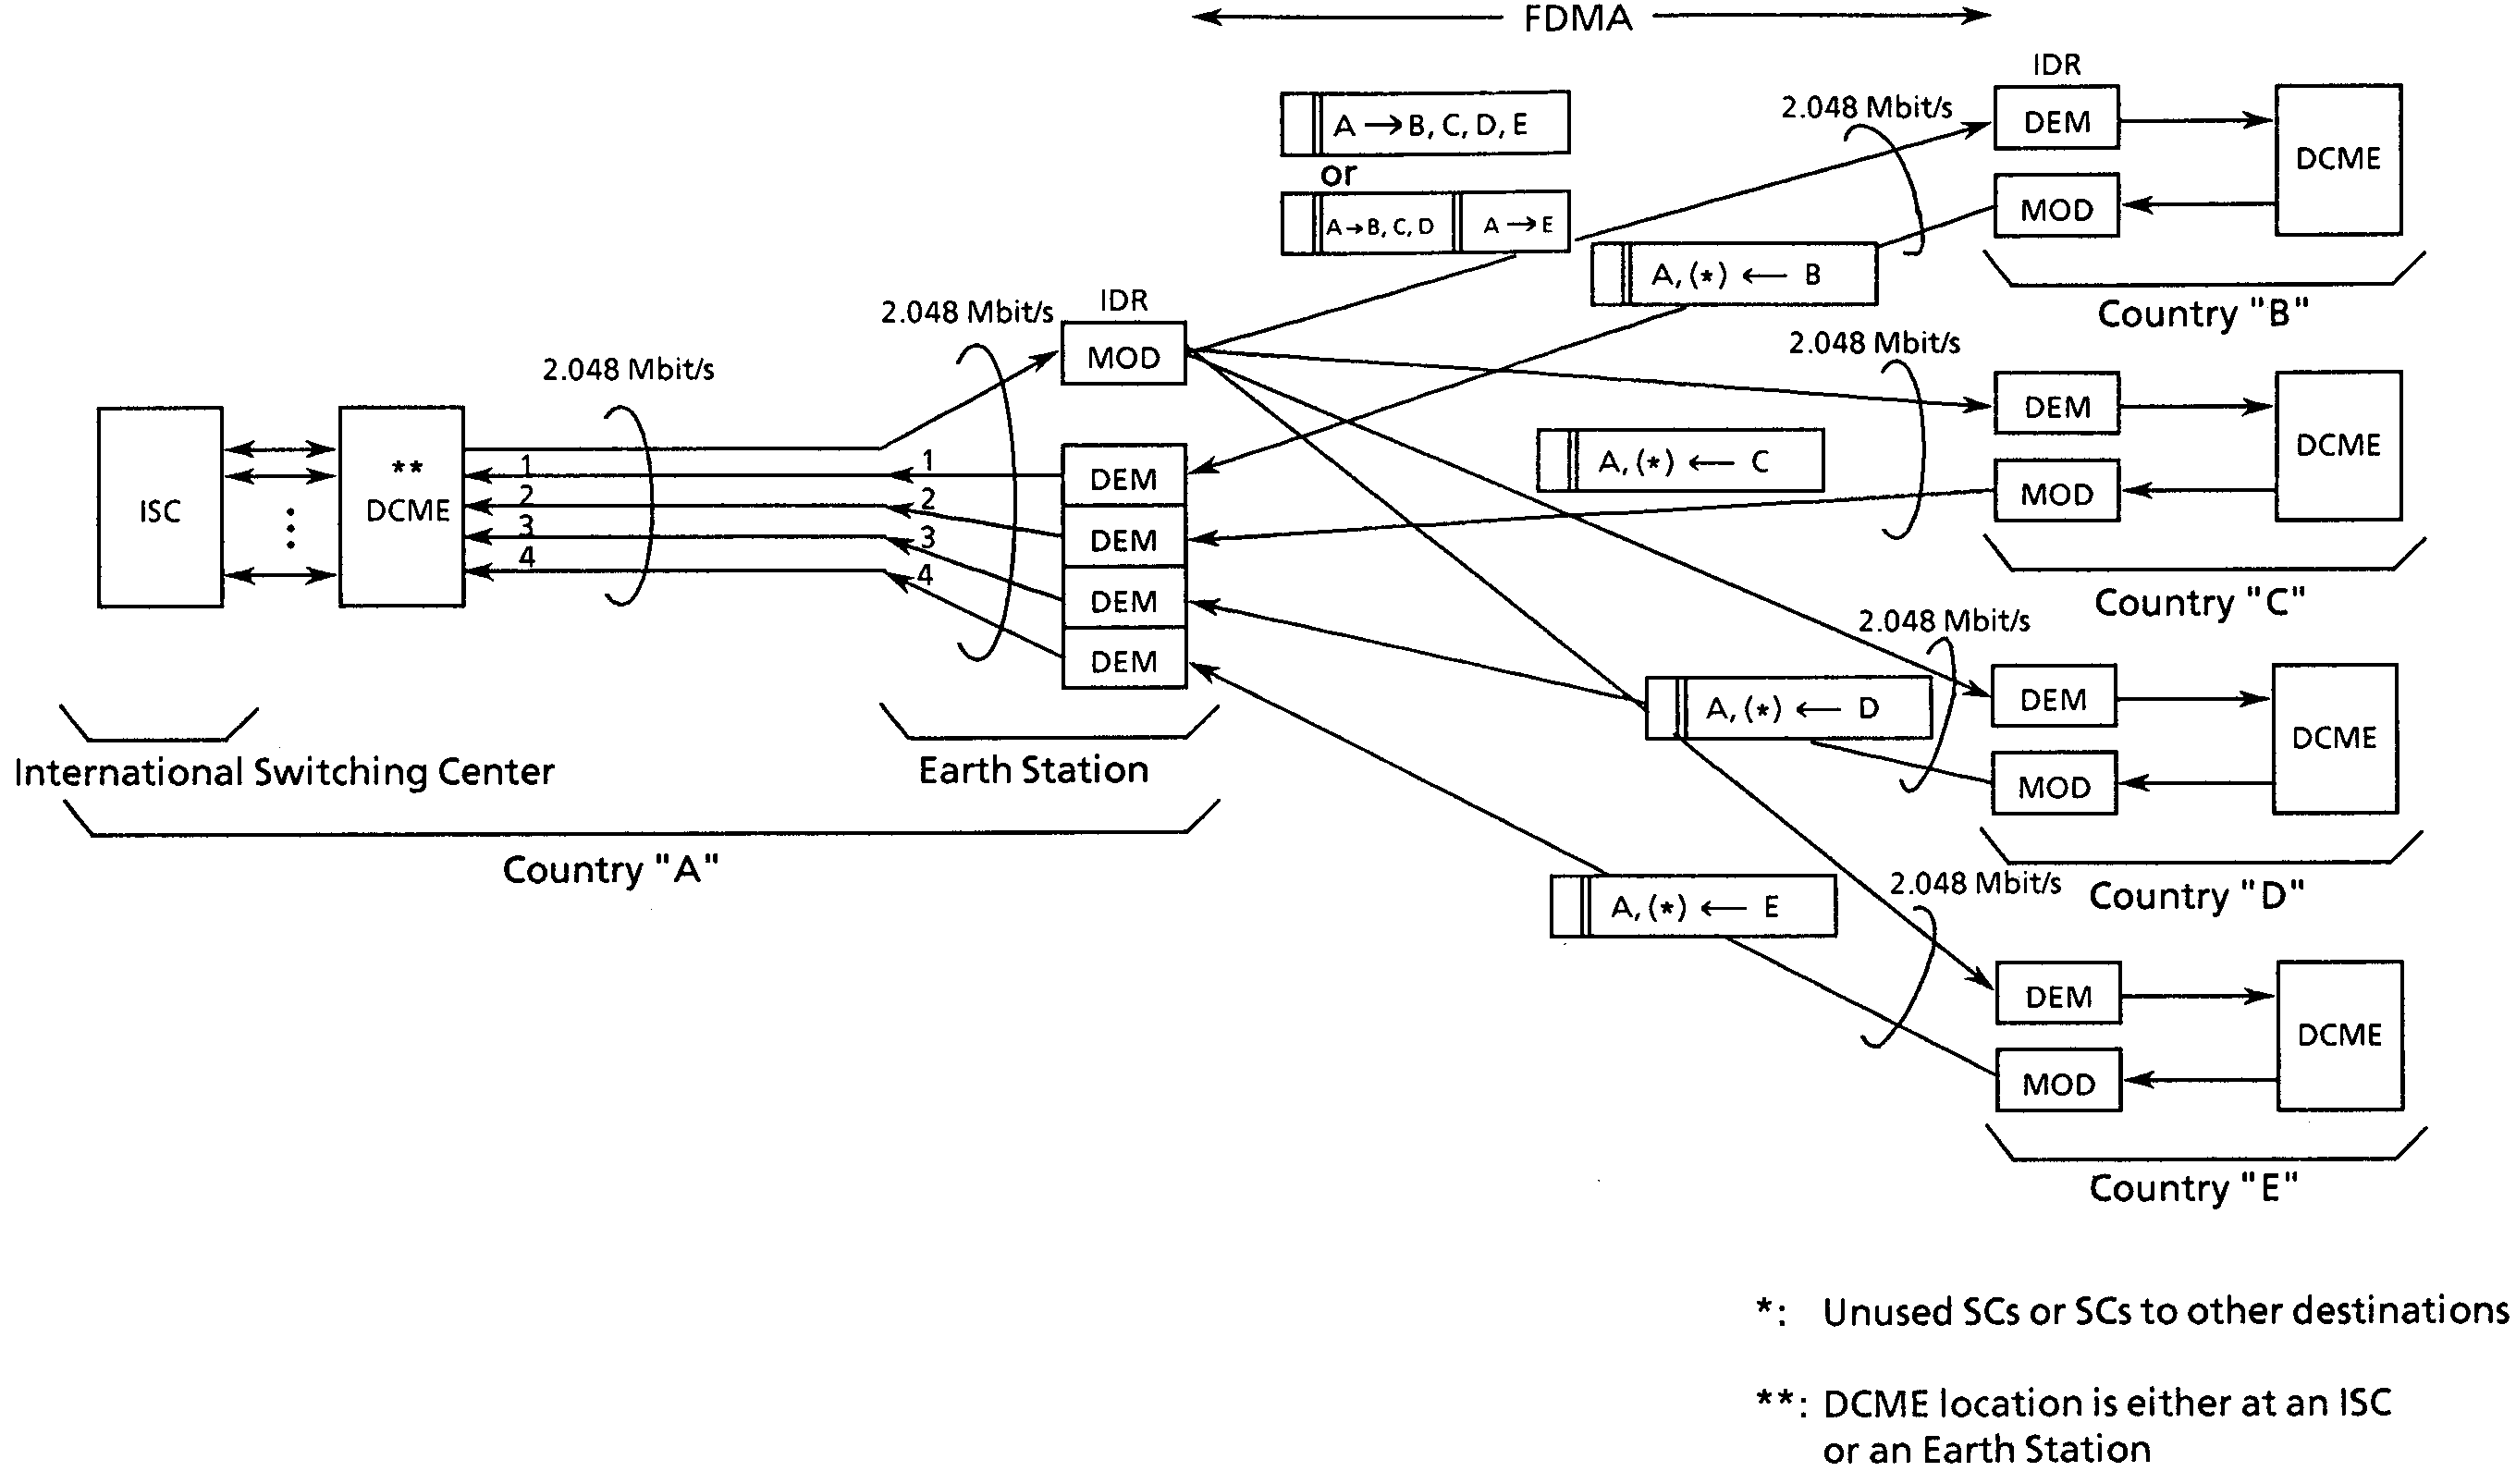 FDMA
IDR
2.048 Mbit/s
A → B, C, D, E
DEM
DCME
or
MOD
A → B, C, D
A → E
A, (*) ← B
Country "B"
IDR
2.048 Mbit/s
MOD
2.048 Mbit/s
2.048 Mbit/s
DEM
DCME
A, (*) ← C
MOD
Country "C"
ISC
**
DCME
1
2
3
4
1
2
3
4
DEM
DEM
DEM
DEM
2.048 Mbit/s
A, (*) ← D
DEM
DCME
MOD
Country "D"
International Switching Center
Earth Station
Country "A"
2.048 Mbit/s
A, (*) ← E
DEM
DCME
MOD
Country "E"
*: Unused SCs or SCs to other destinations
**: DCME location is either at an ISC
or an Earth Station